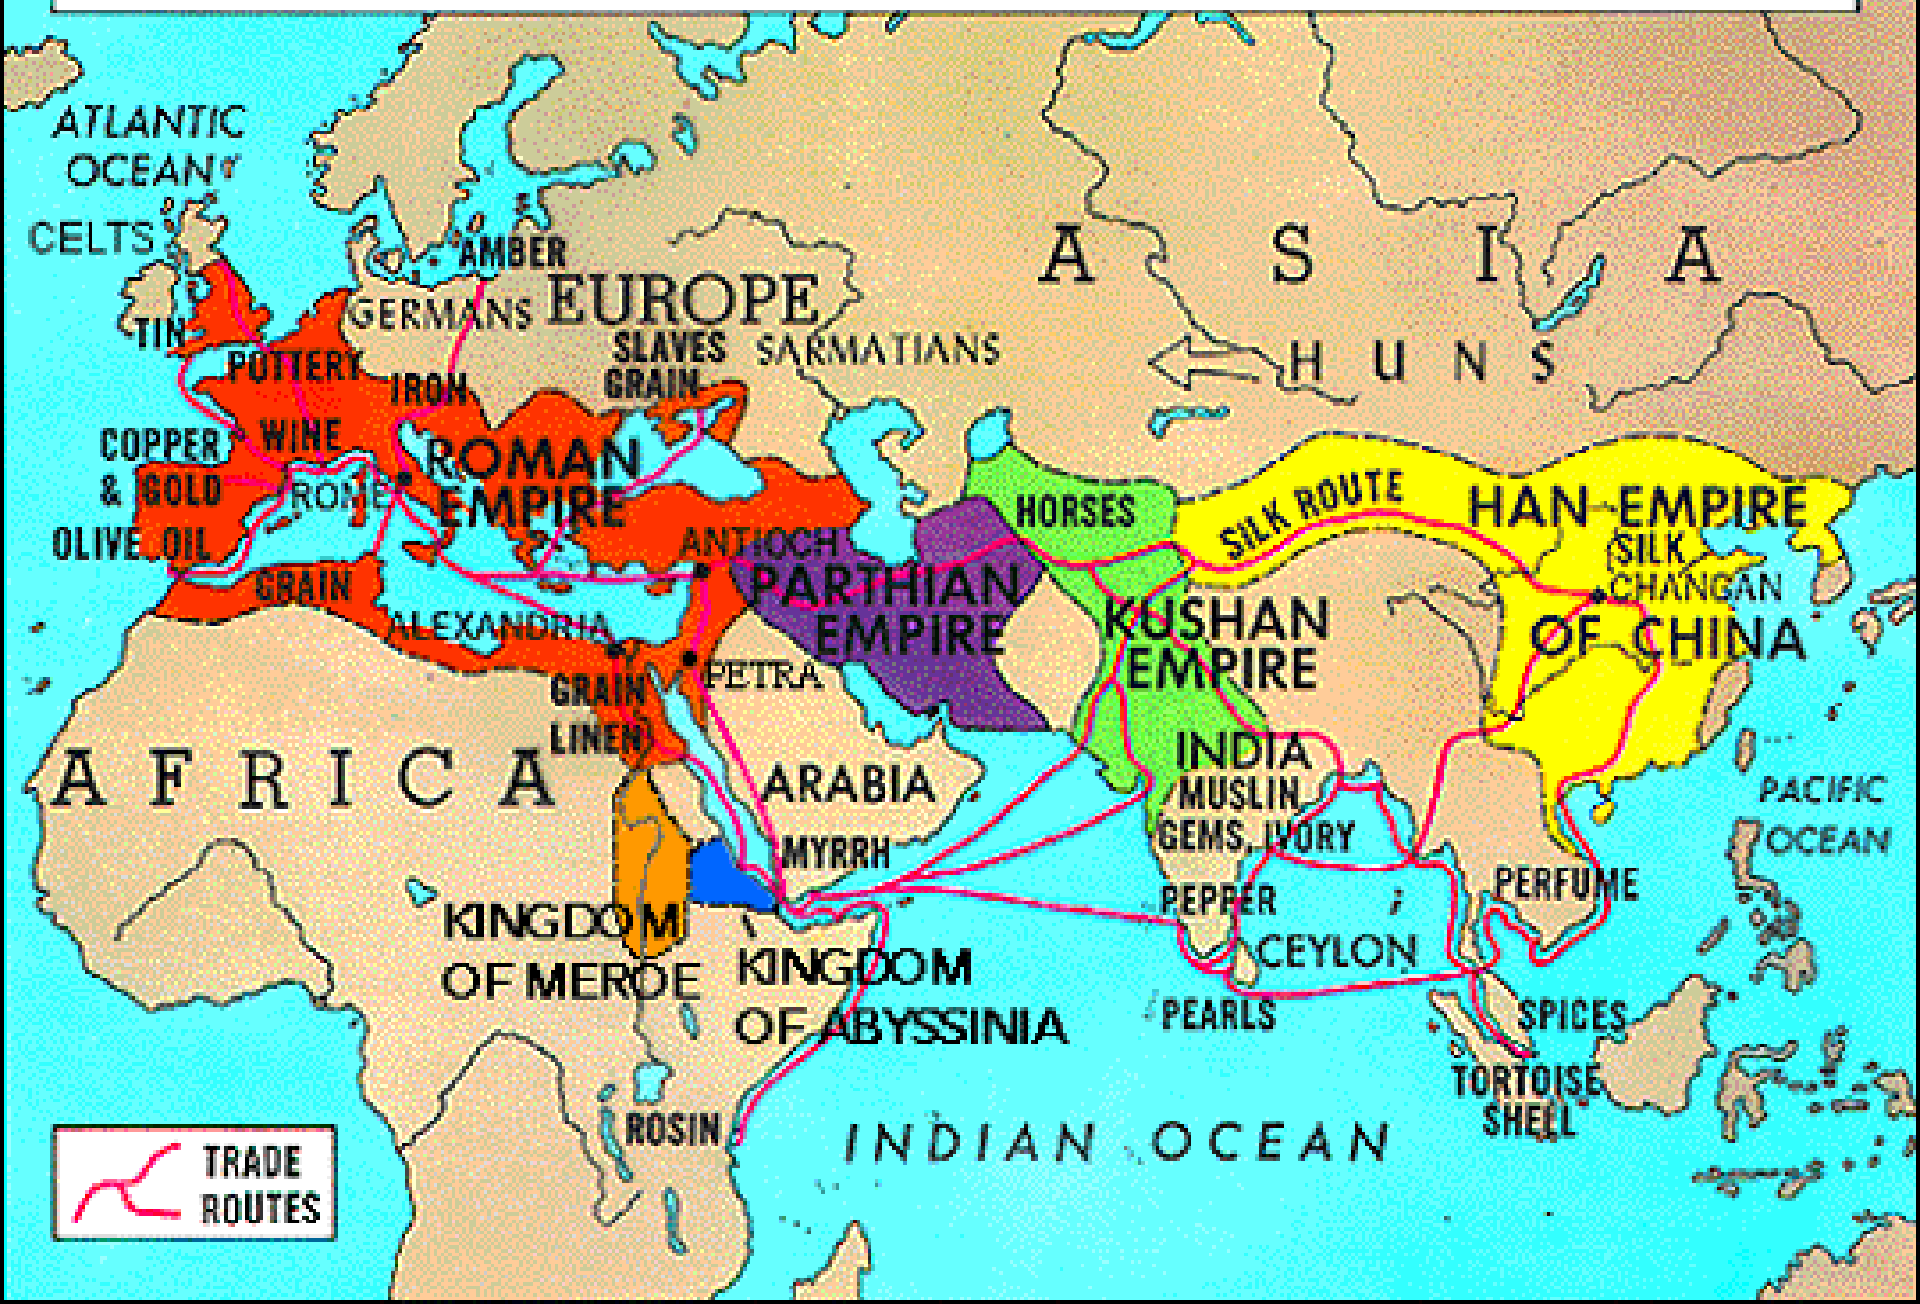 ATLANTIC
OCEAN
CELTS
AMBER
A S I A
EUROPE
GERMANS
TIN
SLAVES
SARMATIANS
HUNS
POTTERY
IRON
GRAIN
COPPER
WINE
& GOLD
ROME
ROMAN
EMPIRE
HORSES
SILK ROUTE
HAN EMPIRE
OLIVE OIL
ANTIOCH
SILK
GRAIN
PARTHIAN
EMPIRE
CHANGAN
ALEXANDRIA
KUSHAN
EMPIRE
OF CHINA
PETRA
GRAIN
LINEN
AFRICA
ARABIA
INDIA
MUSLIN
GEMS, IVORY
PACIFIC
OCEAN
MYRRH
PEPPER
PERFUME
KINGDOM
OF MEROE
KINGDOM
OF ABYSSINIA
CEYLON
PEARLS
SPICES
TORTOISE
SHELL
ROSIN
INDIAN OCEAN
TRADE
ROUTES